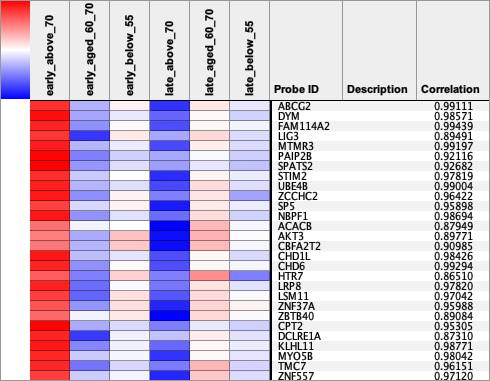 early_above_70
early_aged_60_70
early_below_55
late_above_70
late_aged_60_70
late_below_55
Probe ID Description Correlation
ABCG2 0.99111
DYM 0.98571
FAM114A2 0.99439
LIG3 0.89491
MTMR3 0.99197
PAIP2B 0.92116
SPATS2 0.92682
STIM2 0.97819
UBE4B 0.99004
ZCCHC2 0.96422
SP5 0.95898
NBPF1 0.98694
ACACB 0.87949
AKT3 0.89771
CBFA2T2 0.90985
CHD1L 0.98426
CHD6 0.99294
HTR7 0.86510
LRP8 0.97820
LSM11 0.97042
ZNF37A 0.95988
ZBTB40 0.89084
CPT2 0.95305
DCLRE1A 0.87310
KLHL11 0.98771
MYO5B 0.98042
TMC7 0.96151
ZNF557 0.97120